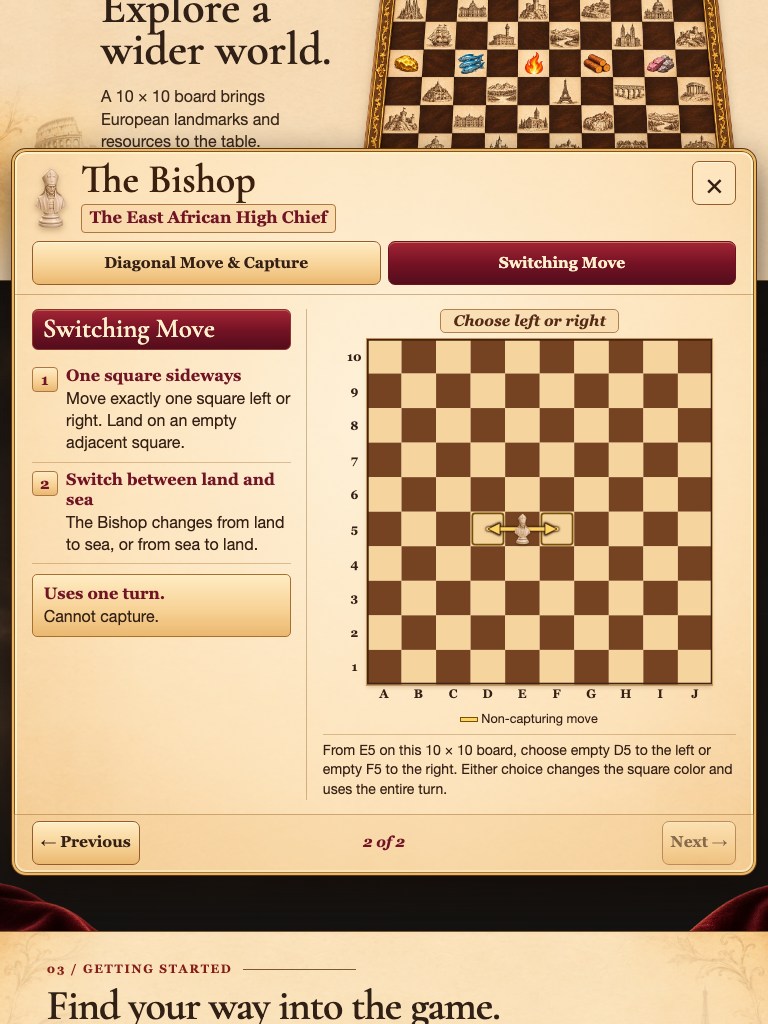 Explore a
wider world.
A 10 × 10 board brings
European landmarks and
resources to the table.
The Bishop
The East African High Chief
×
Diagonal Move & Capture
Switching Move
Switching Move
1
One square sideways
Move exactly one square left or
right. Land on an empty
adjacent square.
2
Switch between land and
sea
The Bishop changes from land
to sea, or from sea to land.
Uses one turn.
Cannot capture.
Choose left or right
10
9
8
7
6
5
4
3
2
1
A B C D E F G H I J
Non-capturing move
From E5 on this 10 × 10 board, choose empty D5 to the left or
empty F5 to the right. Either choice changes the square color and
uses the entire turn.
← Previous
2 of 2
Next →
03 / GETTING STARTED
Find your way into the game.